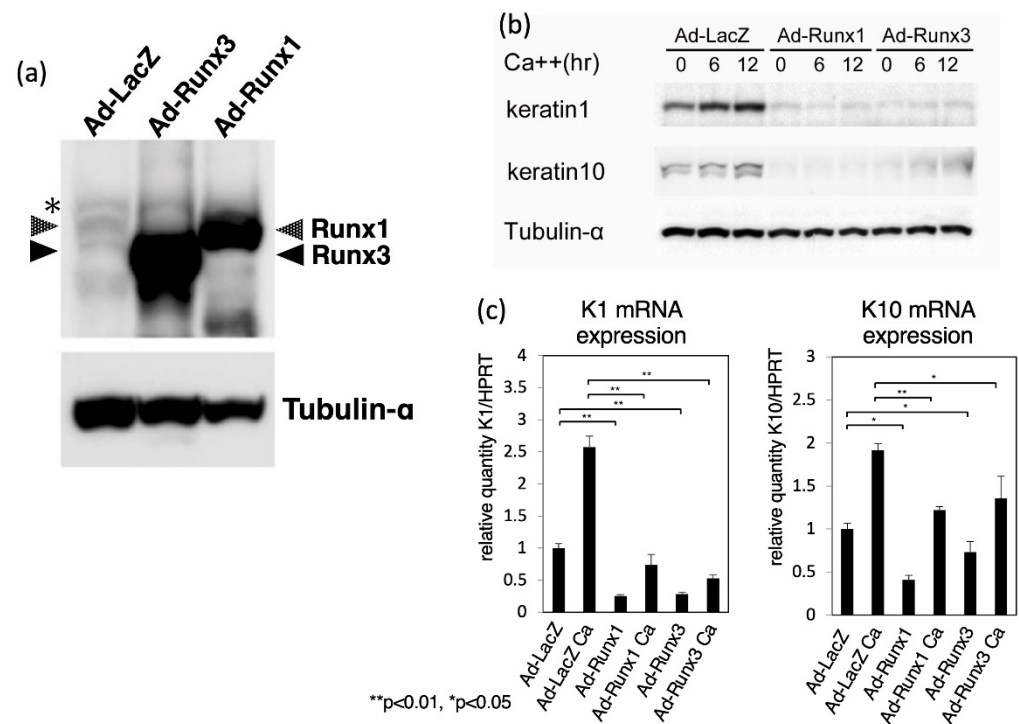 (a)
Ad-LacZ
Ad-Runx3
Ad-Runx1
*
Runx1
Runx3
Tubulin-α
(b)
Ad-LacZ Ad-Runx1 Ad-Runx3
Ca++(hr) 0 6 12 0 6 12 0 6 12
keratin1
keratin10
Tubulin-α
(c)
K1 mRNA
expression
relative quantity K1/HPRT
4
3.5
3
2.5
2
1.5
1
0.5
0
**
**
**
**
Ad-LacZ
Ad-LacZ Ca
Ad-Runx1
Ad-Runx1 Ca
Ad-Runx3
Ad-Runx3 Ca
K10 mRNA
expression
relative quantity K10/HPRT
3
2.5
2
1.5
1
0.5
0
*
**
*
*
Ad-LacZ
Ad-LacZ Ca
Ad-Runx1
Ad-Runx1 Ca
Ad-Runx3
Ad-Runx3 Ca
**p<0.01, *p<0.05